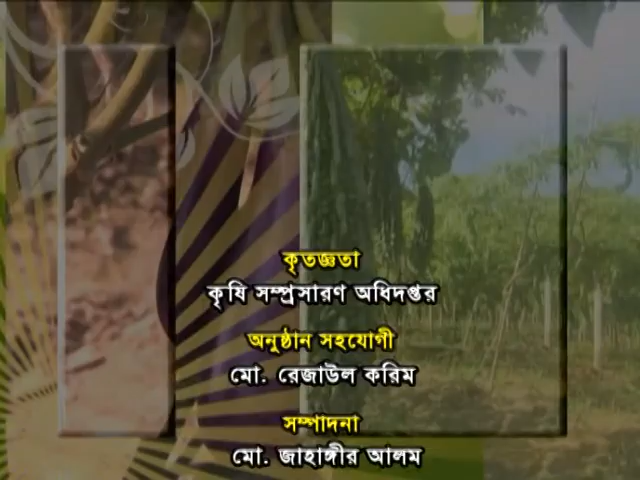 কৃতজ্ঞতা
কৃষি সম্প্রসারণ অধিদপ্তর
অনুষ্ঠান সহযোগী
মো. রেজাউল করিম
সম্পাদনা
মো. জাহাঙ্গীর আলম